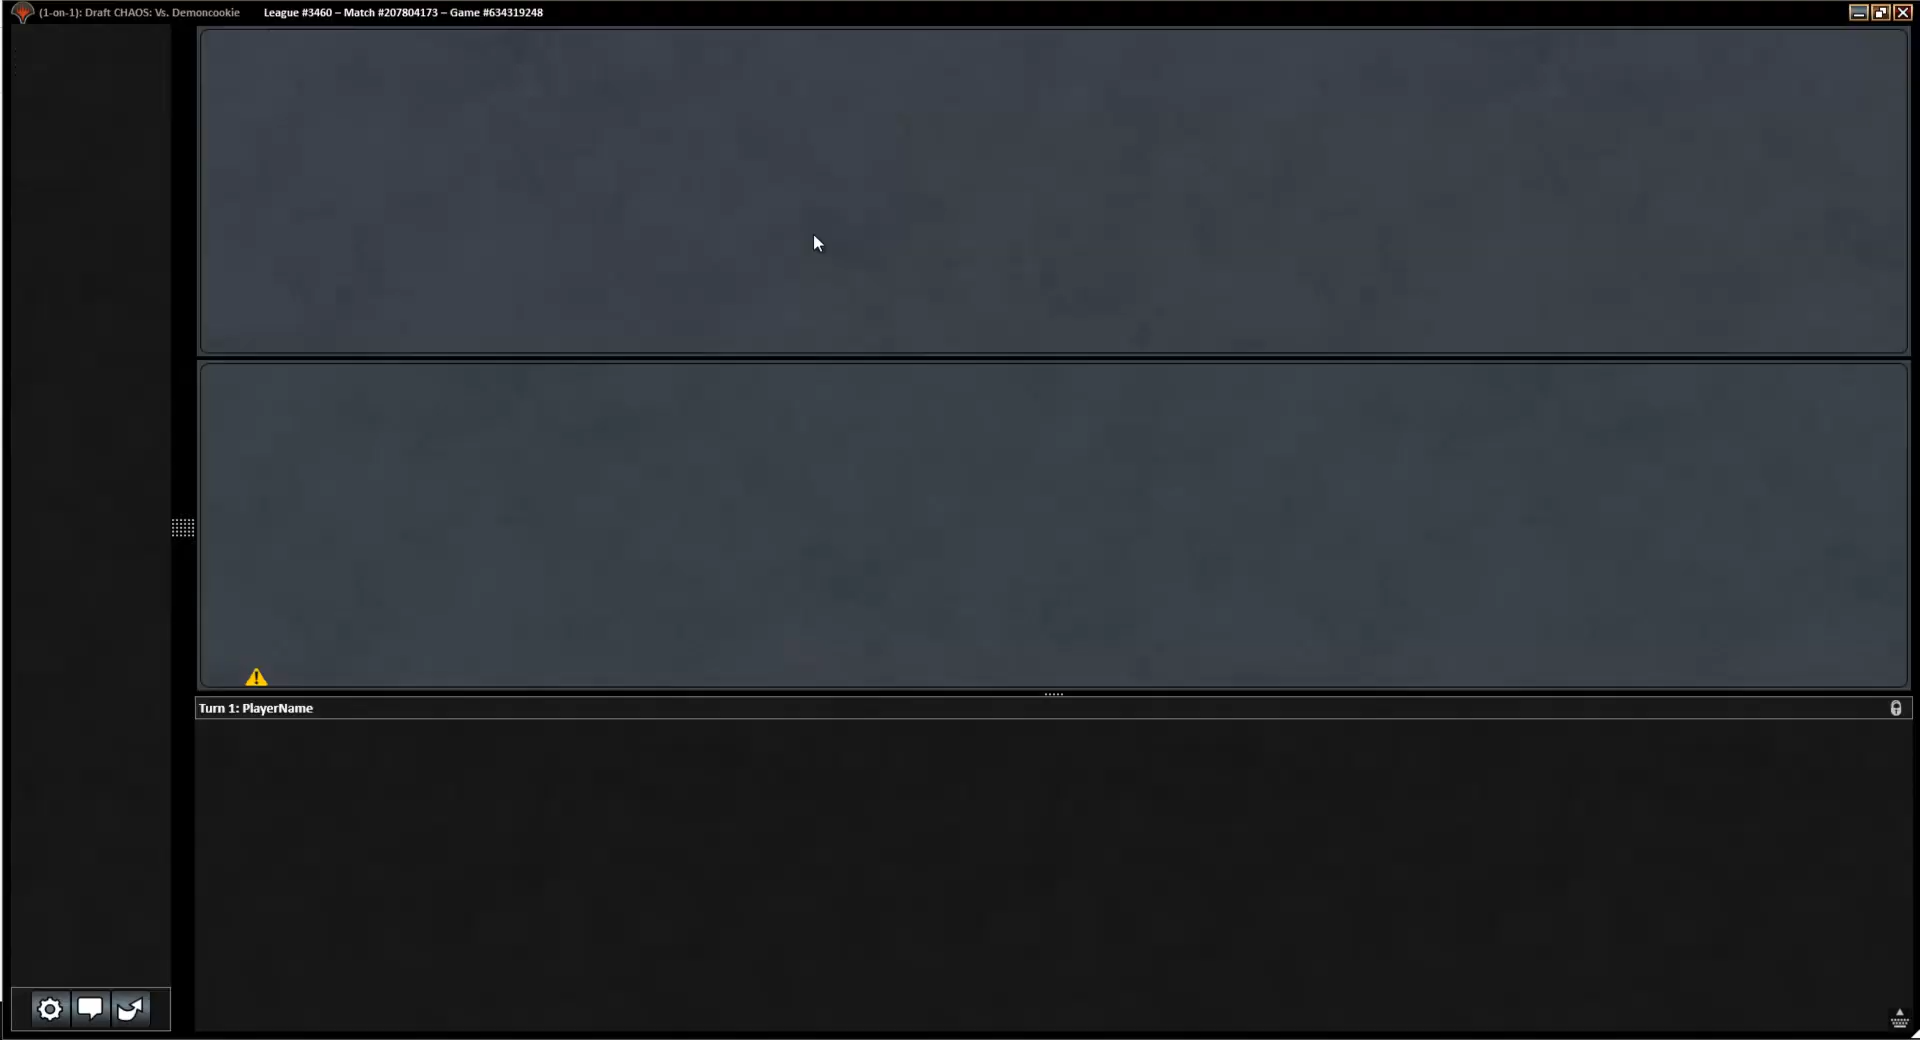 (1-on-1): Draft CHAOS: Vs. Demoncookie League #3460 – Match #207804173 – Game #634319248
Turn 1: PlayerName